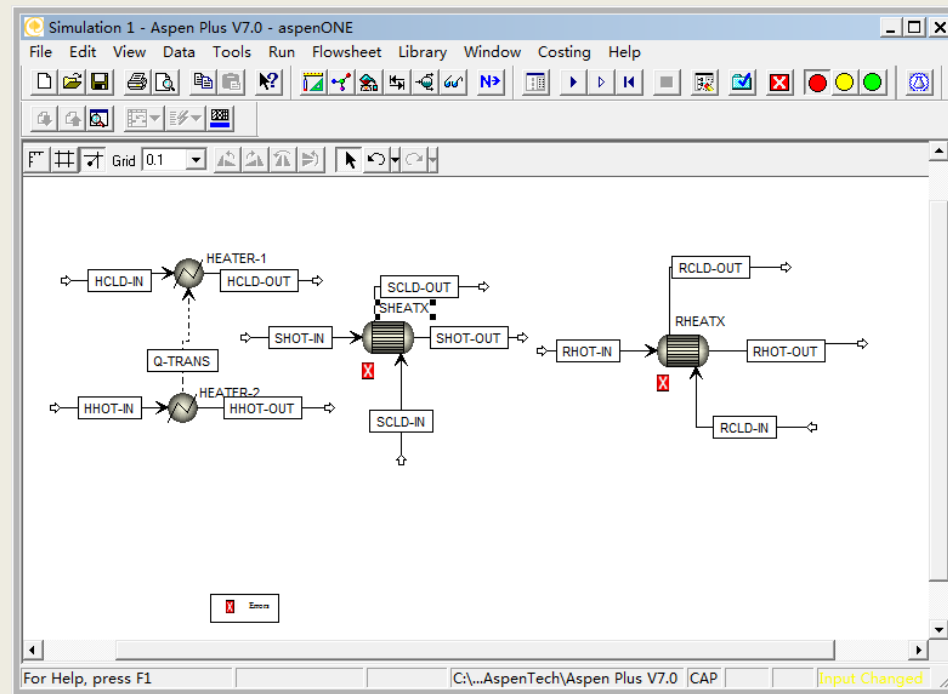 Simulation 1 - Aspen Plus V7.0 - aspenONE
File Edit View Data Tools Run Flowsheet Library Window Costing Help
N>
Grid 0.1
HEATER-1
HCLD-IN
HCLD-OUT
Q-TRANS
HEATER-2
HHOT-IN
HHOT-OUT
SCLD-OUT
SHEATX
SHOT-IN
SHOT-OUT
X
SCLD-IN
RCLD-OUT
RHEATX
RHOT-IN
RHOT-OUT
X
RCLD-IN
X Errors
For Help, press F1
C:\...AspenTech\Aspen Plus V7.0 CAP
Input Changed